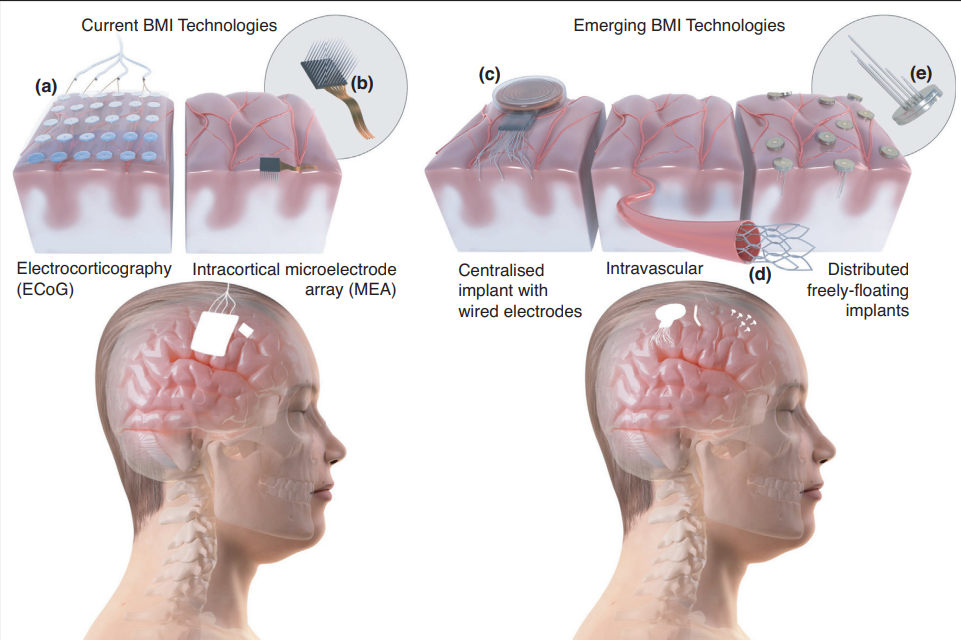 Current BMI Technologies
Emerging BMI Technologies
(a)
(b)
(c)
(e)
(d)
Electrocorticography
(ECoG)
Intracortical microelectrode
array (MEA)
Centralised
implant with
wired electrodes
Intravascular
Distributed
freely-floating
implants